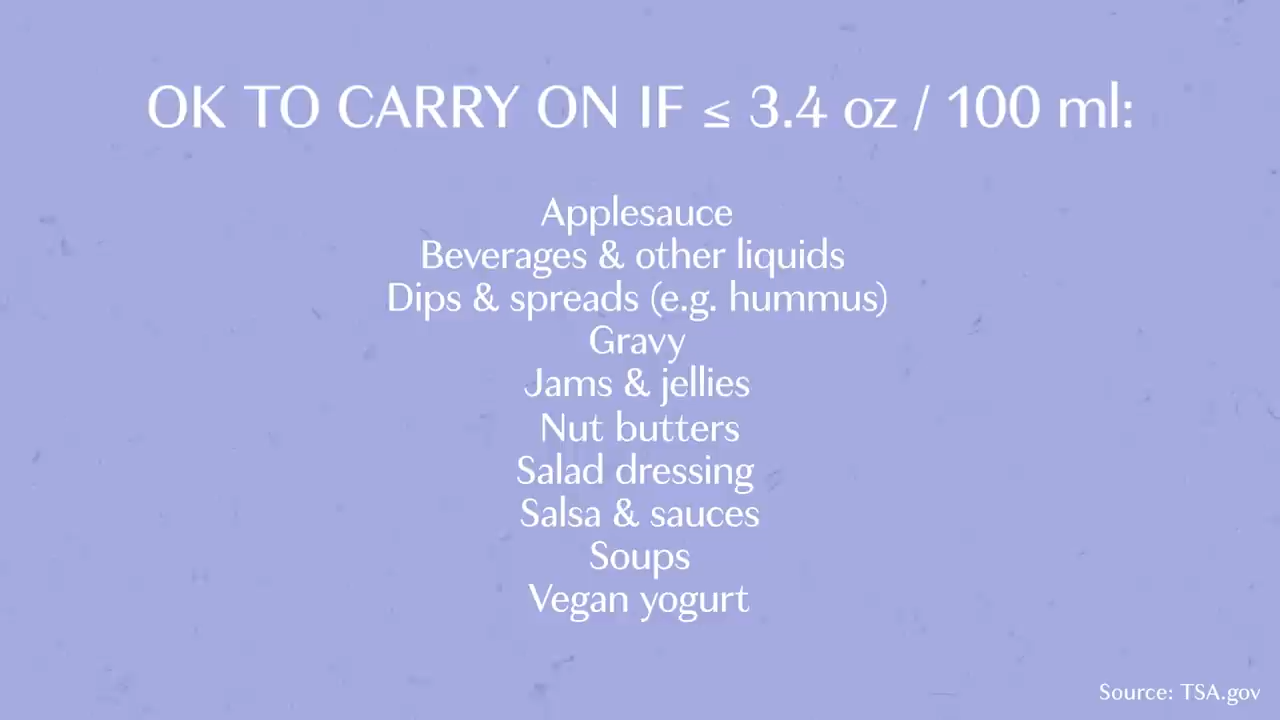 OK TO CARRY ON IF ≤ 3.4 oz / 100 ml:
Applesauce
Beverages & other liquids
Dips & spreads (e.g. hummus)
Gravy
Jams & jellies
Nut butters
Salad dressing
Salsa & sauces
Soups
Vegan yogurt
Source: TSA.gov